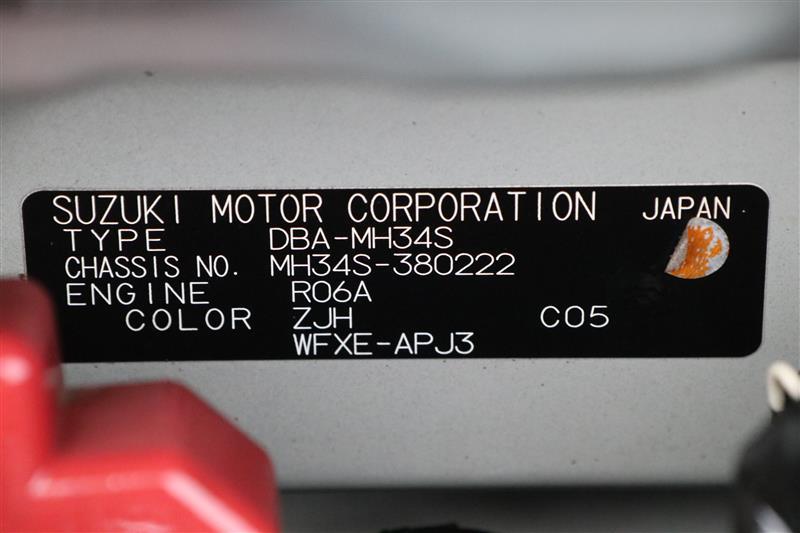 SUZUKI MOTOR CORPORATION JAPAN
TYPE DBA-MH34S
CHASSIS NO. MH34S-380222
ENGINE R06A
COLOR ZJH C05
WFXE-APJ3